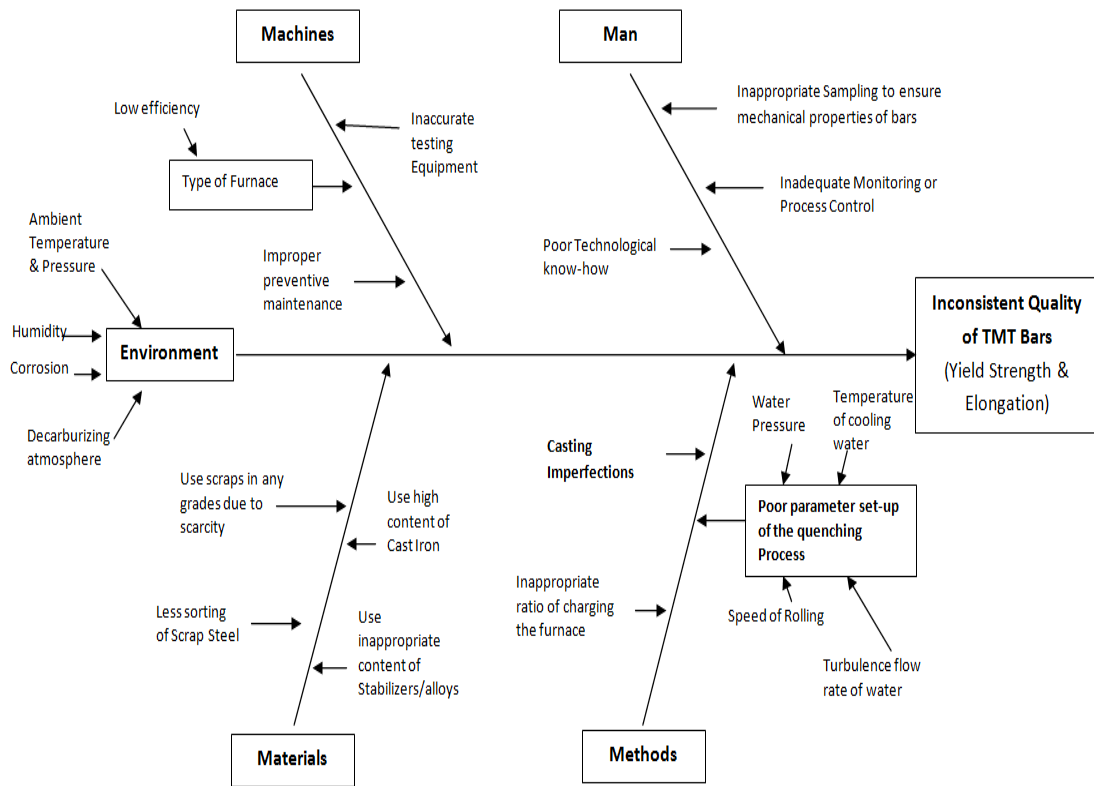 Machines
Man
Low efficiency
Type of Furnace
Inaccurate
testing
Equipment
Improper
preventive
maintenance
Inappropriate Sampling to ensure
mechanical properties of bars
Inadequate Monitoring or
Process Control
Poor Technological
know-how
Ambient
Temperature
& Pressure
Humidity
Corrosion
Environment
Decarburizing
atmosphere
Inconsistent Quality
of TMT Bars
(Yield Strength &
Elongation)
Use scraps in any
grades due to
scarcity
Use high
content of
Cast Iron
Less sorting
of Scrap Steel
Use
inappropriate
content of
Stabilizers/alloys
Materials
Casting
Imperfections
Water
Pressure
Temperature
of cooling
water
Poor parameter set-up
of the quenching
Process
Inappropriate
ratio of charging
the furnace
Speed of Rolling
Turbulence flow
rate of water
Methods